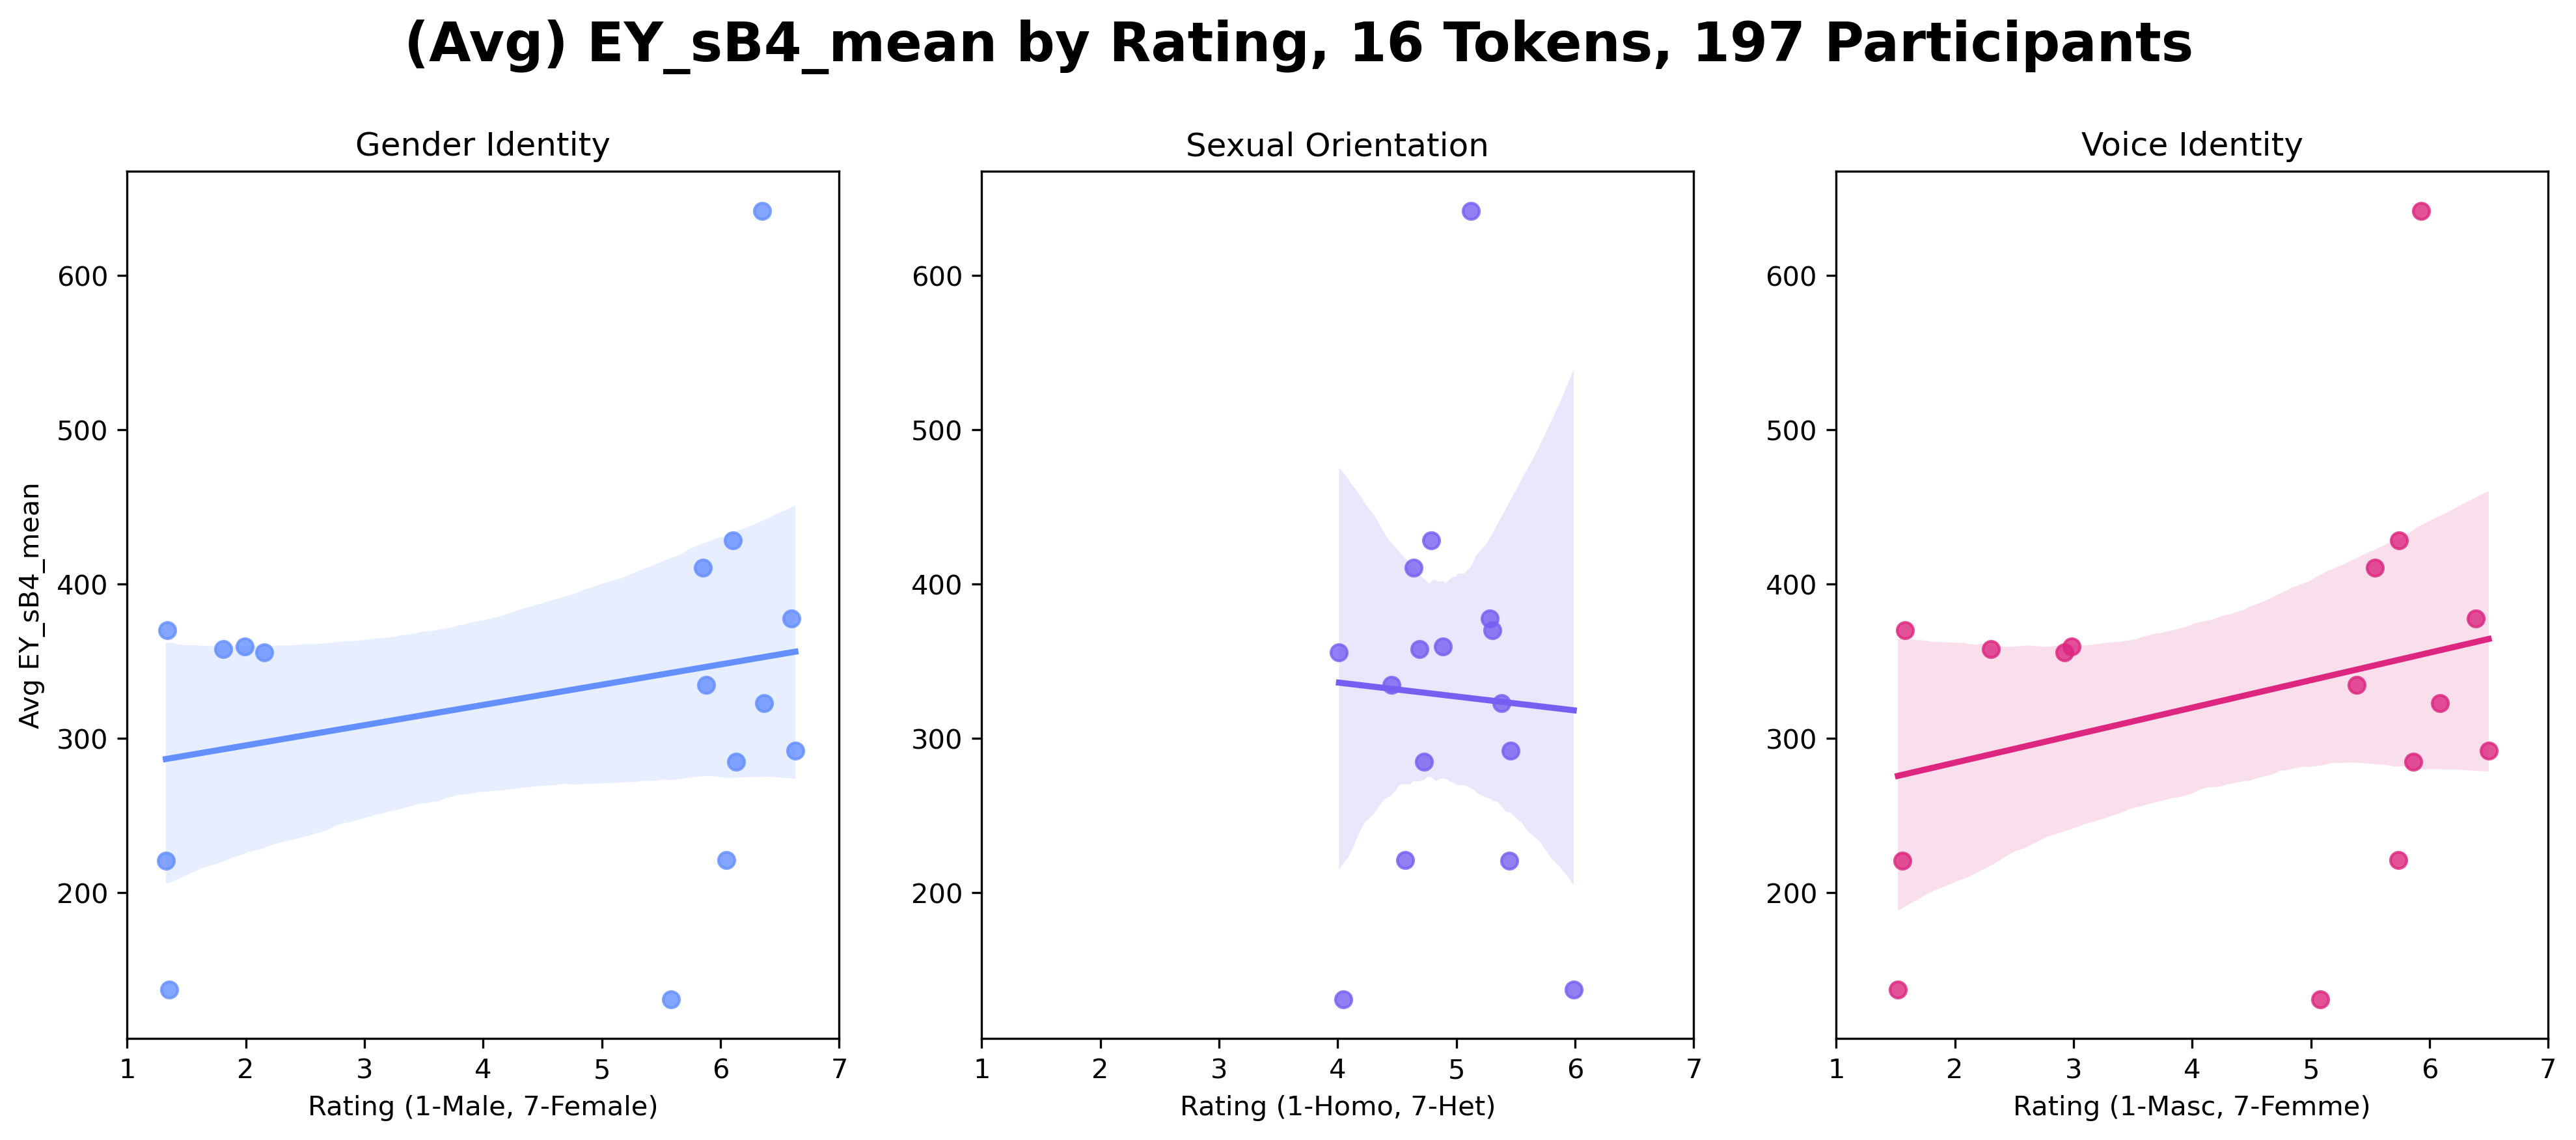 (Avg) EY_sB4_mean by Rating, 16 Tokens, 197 Participants
Gender Identity
Sexual Orientation
Voice Identity
Avg EY_sB4_mean
600
500
400
300
200
1 2 3 4 5 6 7
Rating (1-Male, 7-Female)
600
500
400
300
200
1 2 3 4 5 6 7
Rating (1-Homo, 7-Het)
600
500
400
300
200
1 2 3 4 5 6 7
Rating (1-Masc, 7-Femme)